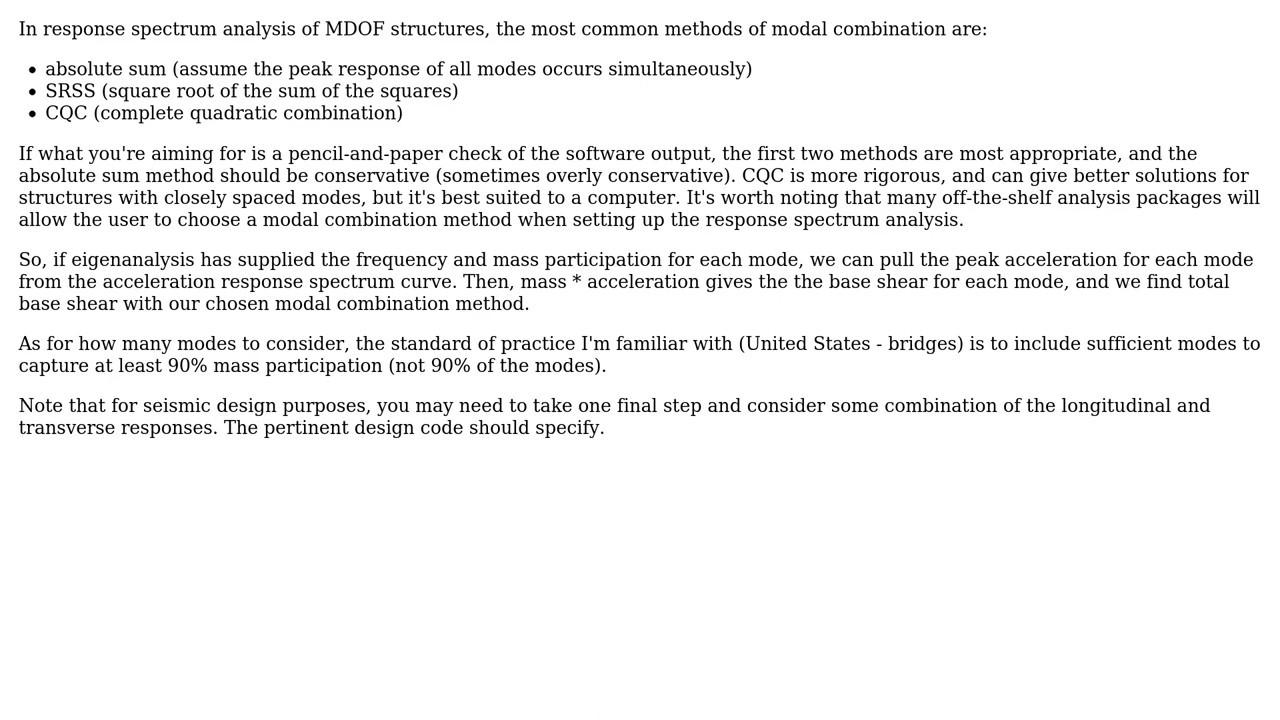 In response spectrum analysis of MDOF structures, the most common methods of modal combination are:
• absolute sum (assume the peak response of all modes occurs simultaneously)
• SRSS (square root of the sum of the squares)
• CQC (complete quadratic combination)
If what you're aiming for is a pencil-and-paper check of the software output, the first two methods are most appropriate, and the
absolute sum method should be conservative (sometimes overly conservative). CQC is more rigorous, and can give better solutions for
structures with closely spaced modes, but it's best suited to a computer. It's worth noting that many off-the-shelf analysis packages will
allow the user to choose a modal combination method when setting up the response spectrum analysis.
So, if eigenanalysis has supplied the frequency and mass participation for each mode, we can pull the peak acceleration for each mode
from the acceleration response spectrum curve. Then, mass * acceleration gives the the base shear for each mode, and we find total
base shear with our chosen modal combination method.
As for how many modes to consider, the standard of practice I'm familiar with (United States - bridges) is to include sufficient modes to
capture at least 90% mass participation (not 90% of the modes).
Note that for seismic design purposes, you may need to take one final step and consider some combination of the longitudinal and
transverse responses. The pertinent design code should specify.